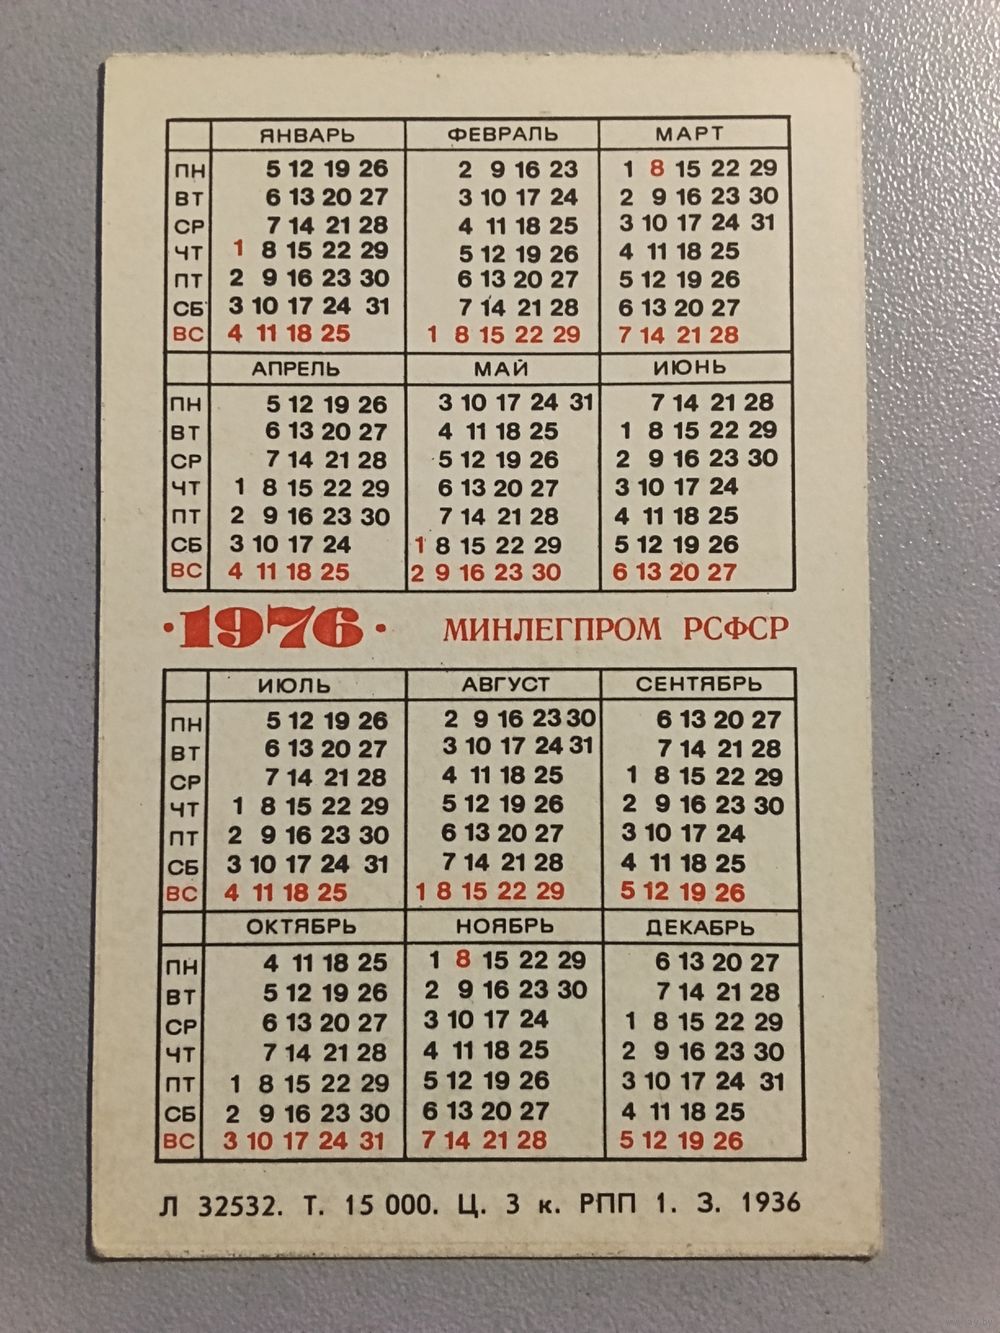 ЯНВАРЬ ФЕВРАЛЬ МАРТ
ПН 5 12 19 26 2 9 16 23 1 8 15 22 29
ВТ 6 13 20 27 3 10 17 24 2 9 16 23 30
СР 7 14 21 28 4 11 18 25 3 10 17 24 31
ЧТ 1 8 15 22 29 5 12 19 26 4 11 18 25
ПТ 2 9 16 23 30 6 13 20 27 5 12 19 26
СБ 3 10 17 24 31 7 14 21 28 6 13 20 27
ВС 4 11 18 25 1 8 15 22 29 7 14 21 28
АПРЕЛЬ МАЙ ИЮНЬ
ПН 5 12 19 26 3 10 17 24 31 7 14 21 28
ВТ 6 13 20 27 4 11 18 25 1 8 15 22 29
СР 7 14 21 28 5 12 19 26 2 9 16 23 30
ЧТ 1 8 15 22 29 6 13 20 27 3 10 17 24
ПТ 2 9 16 23 30 7 14 21 28 4 11 18 25
СБ 3 10 17 24 1 8 15 22 29 5 12 19 26
ВС 4 11 18 25 2 9 16 23 30 6 13 20 27
·1976· МИНЛЕГПРОМ РСФСР
ИЮЛЬ АВГУСТ СЕНТЯБРЬ
ПН 5 12 19 26 2 9 16 23 30 6 13 20 27
ВТ 6 13 20 27 3 10 17 24 31 7 14 21 28
СР 7 14 21 28 4 11 18 25 1 8 15 22 29
ЧТ 1 8 15 22 29 5 12 19 26 2 9 16 23 30
ПТ 2 9 16 23 30 6 13 20 27 3 10 17 24
СБ 3 10 17 24 31 7 14 21 28 4 11 18 25
ВС 4 11 18 25 1 8 15 22 29 5 12 19 26
ОКТЯБРЬ НОЯБРЬ ДЕКАБРЬ
ПН 4 11 18 25 1 8 15 22 29 6 13 20 27
ВТ 5 12 19 26 2 9 16 23 30 7 14 21 28
СР 6 13 20 27 3 10 17 24 1 8 15 22 29
ЧТ 7 14 21 28 4 11 18 25 2 9 16 23 30
ПТ 1 8 15 22 29 5 12 19 26 3 10 17 24 31
СБ 2 9 16 23 30 6 13 20 27 4 11 18 25
ВС 3 10 17 24 31 7 14 21 28 5 12 19 26
Л 32532. Т. 15 000. Ц. 3 к. РПП 1. З. 1936